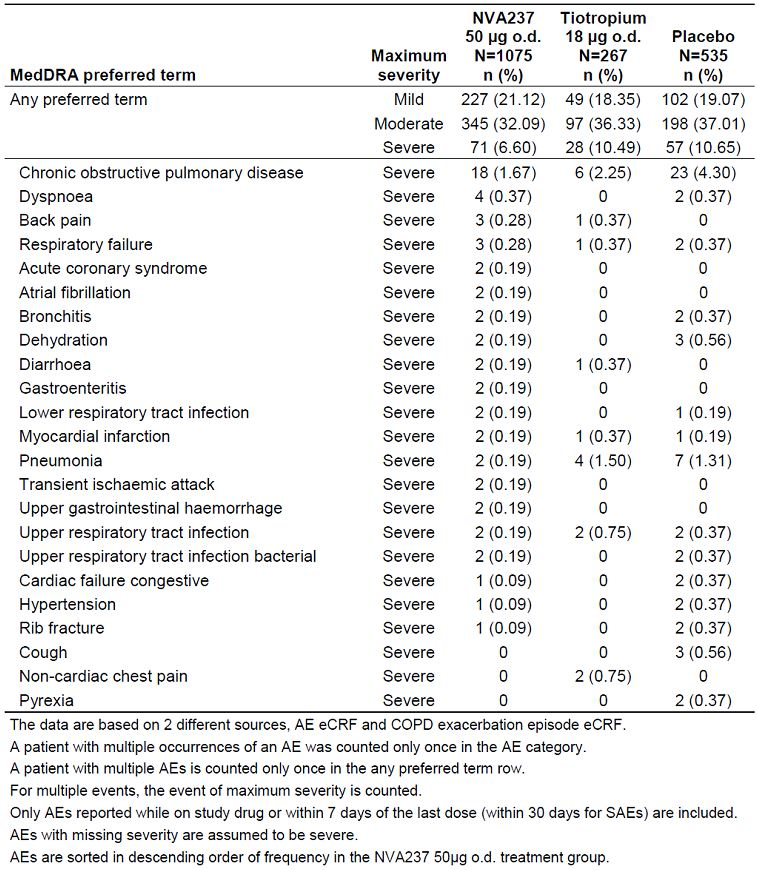 NVA237 Tiotropium Placebo
50 µg o.d. 18 µg o.d. N=535
Maximum N=1075 N=267 n (%)
MedDRA preferred term severity n (%) n (%)
Any preferred term Mild 227 (21.12) 49 (18.35) 102 (19.07)
Moderate 345 (32.09) 97 (36.33) 198 (37.01)
Severe 71 (6.60) 28 (10.49) 57 (10.65)
Chronic obstructive pulmonary disease Severe 18 (1.67) 6 (2.25) 23 (4.30)
Dyspnoea Severe 4 (0.37) 0 2 (0.37)
Back pain Severe 3 (0.28) 1 (0.37) 0
Respiratory failure Severe 3 (0.28) 1 (0.37) 2 (0.37)
Acute coronary syndrome Severe 2 (0.19) 0 0
Atrial fibrillation Severe 2 (0.19) 0 0
Bronchitis Severe 2 (0.19) 0 2 (0.37)
Dehydration Severe 2 (0.19) 0 3 (0.56)
Diarrhoea Severe 2 (0.19) 1 (0.37) 0
Gastroenteritis Severe 2 (0.19) 0 0
Lower respiratory tract infection Severe 2 (0.19) 0 1 (0.19)
Myocardial infarction Severe 2 (0.19) 1 (0.37) 1 (0.19)
Pneumonia Severe 2 (0.19) 4 (1.50) 7 (1.31)
Transient ischaemic attack Severe 2 (0.19) 0 0
Upper gastrointestinal haemorrhage Severe 2 (0.19) 0 0
Upper respiratory tract infection Severe 2 (0.19) 2 (0.75) 2 (0.37)
Upper respiratory tract infection bacterial Severe 2 (0.19) 0 2 (0.37)
Cardiac failure congestive Severe 1 (0.09) 0 2 (0.37)
Hypertension Severe 1 (0.09) 0 2 (0.37)
Rib fracture Severe 1 (0.09) 0 2 (0.37)
Cough Severe 0 0 3 (0.56)
Non-cardiac chest pain Severe 0 2 (0.75) 0
Pyrexia Severe 0 0 2 (0.37)
The data are based on 2 different sources, AE eCRF and COPD exacerbation episode eCRF.
A patient with multiple occurrences of an AE was counted only once in the AE category.
A patient with multiple AEs is counted only once in the any preferred term row.
For multiple events, the event of maximum severity is counted.
Only AEs reported while on study drug or within 7 days of the last dose (within 30 days for SAEs) are included.
AEs with missing severity are assumed to be severe.
AEs are sorted in descending order of frequency in the NVA237 50µg o.d. treatment group.